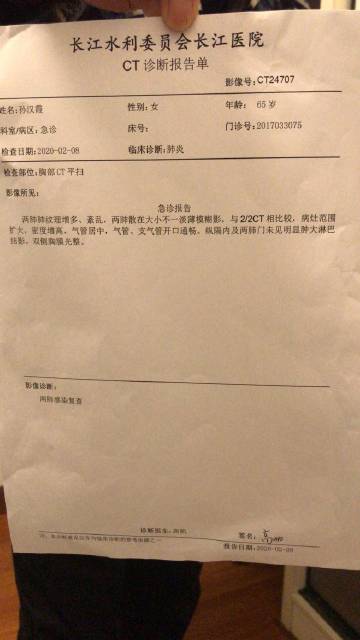 长江水利委员会长江医院
CT 诊断报告单
影像号:CT24707
姓名:孙汉霞 性别:女 年龄: 65 岁
科室/病区:急诊 床号: 门诊号:2017033075
检查日期:2020-02-08 临床诊断:肺炎
检查部位:胸部 CT 平扫
影像所见:
急诊报告
两肺肺纹理增多、紊乱,两肺散在大小不一淡薄模糊影,与 2/2CT 相比较,病灶范围
扩大,密度增高,气管居中,气管、支气管开口通畅,纵隔内及两肺门未见明显肿大淋巴
结影,双侧胸膜光整。
影像诊断:
两肺感染复查
诊断医生:
签名:
报告日期:2020-02-08